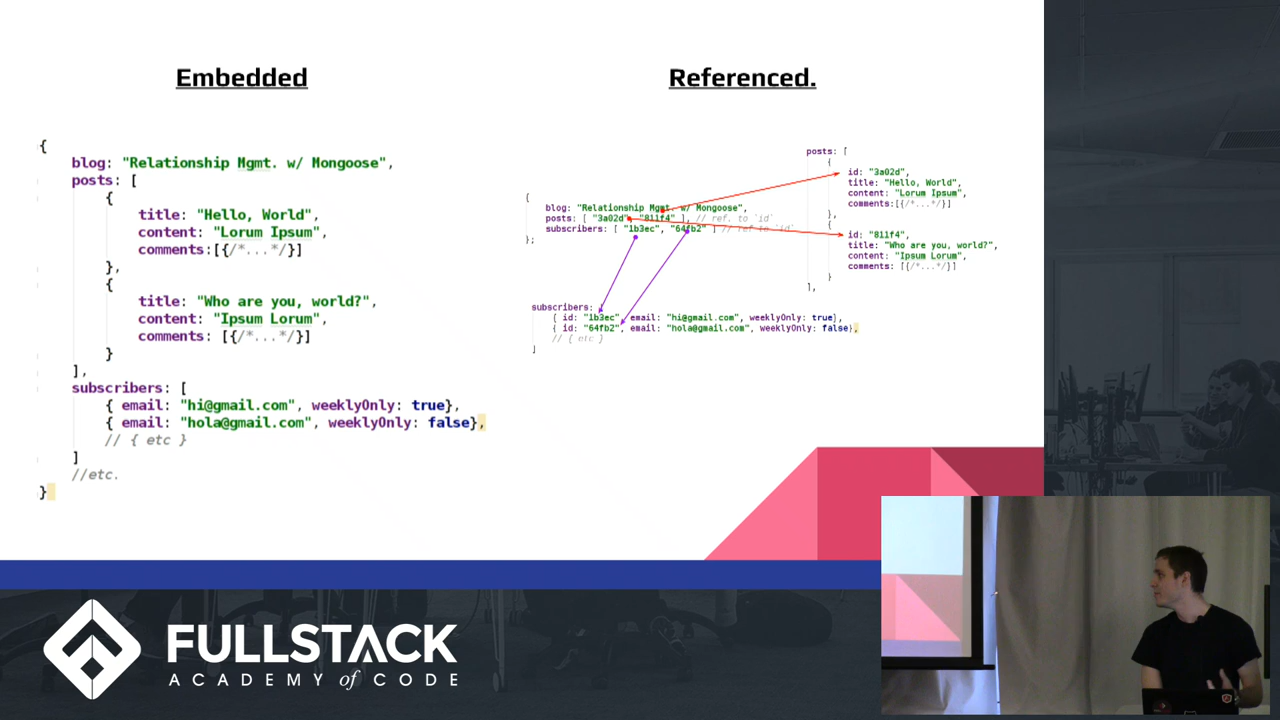 Embedded
{
blog: "Relationship Mgmt. w/ Mongoose",
posts: [
{
title: "Hello, World",
content: "Lorum Ipsum",
comments:[{/*...*/}]
},
{
title: "Who are you, world?",
content: "Ipsum Lorum",
comments: [{/*...*/}]
}
],
subscribers: [
{ email: "hi@gmail.com", weeklyOnly: true},
{ email: "hola@gmail.com", weeklyOnly: false},
// { etc }
]
//etc.
}
Referenced.
{
blog: "Relationship Mgmt. w/ Mongoose",
posts: [ "3a02d", "811f4" ], // ref. to `id`
subscribers: [ "1b3ec", "64fb2" ] // ref to `id`
};
posts: [
{
id: "3a02d",
title: "Hello, World",
content: "Lorum Ipsum",
comments:[{/*...*/}]
},
{
id: "811f4",
title: "Who are you, world?",
content: "Ipsum Lorum",
comments: [{/*...*/}]
}
],
subscribers: [
{ id: "1b3ec", email: "hi@gmail.com", weeklyOnly: true},
{ id: "64fb2", email: "hola@gmail.com", weeklyOnly: false},
// { etc }
]
FULLSTACK
ACADEMY of CODE